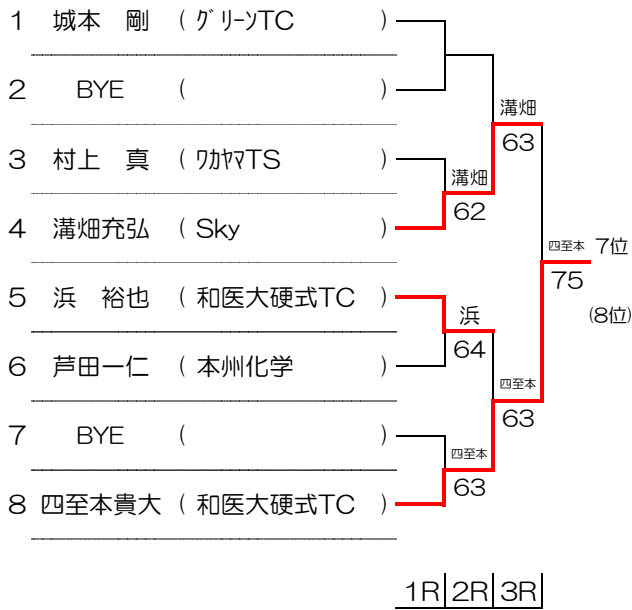 1 城本 剛 (グリーンTC )
2 BYE ( )
3 村上 真 (ワカヤマTS )
4 溝畑充弘 (Sky )
5 浜 裕也 (和医大硬式TC )
6 芦田一仁 (本州化学 )
7 BYE ( )
8 四至本貴大 (和医大硬式TC )
溝畑
62
浜
64
四至本
63
溝畑
63
四至本
63
四至本 7位
75
(8位)
1R 2R 3R